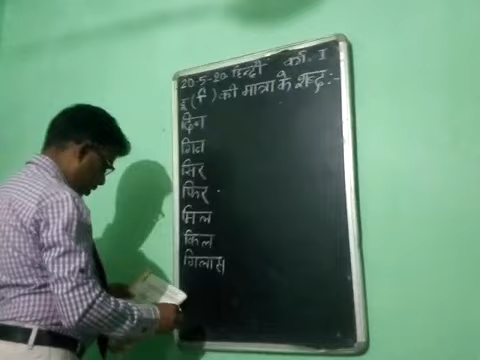 20-5-20 हिन्दी कक्षा. I
इ (ि) की मात्रा के शब्द :-
दिन
गिन
सिर
फिर
मिल
किल
गिलास